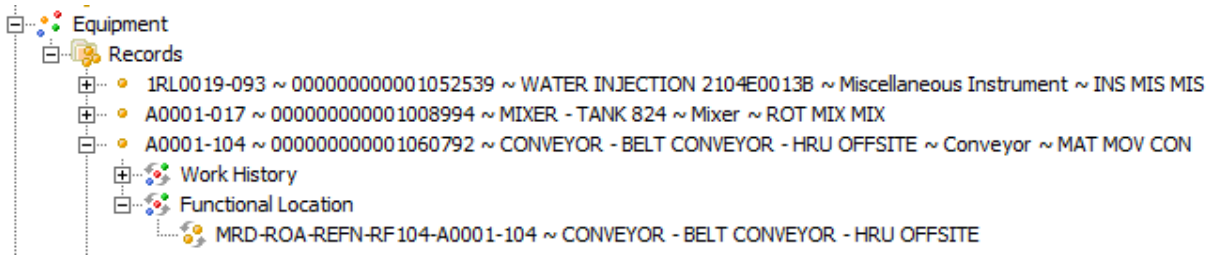 Equipment
Records
1RL0019-093 ~ 000000000001052539 ~ WATER INJECTION 2104E0013B ~ Miscellaneous Instrument ~ INS MIS MIS
A0001-017 ~ 000000000001008994 ~ MIXER - TANK 824 ~ Mixer ~ ROT MIX MIX
A0001-104 ~ 000000000001060792 ~ CONVEYOR - BELT CONVEYOR - HRU OFFSITE ~ Conveyor ~ MAT MOV CON
Work History
Functional Location
MRD-ROA-REFN-RF104-A0001-104 ~ CONVEYOR - BELT CONVEYOR - HRU OFFSITE